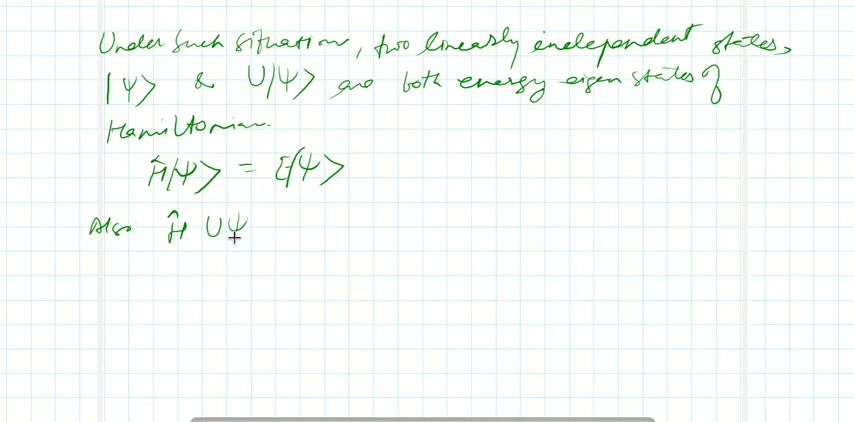 Under such situation, two linearly independent states,
|ψ> & U|ψ> are both energy eigen states of
Hamiltonian.
Ĥ|ψ> = E|ψ>
Also Ĥ Uψ